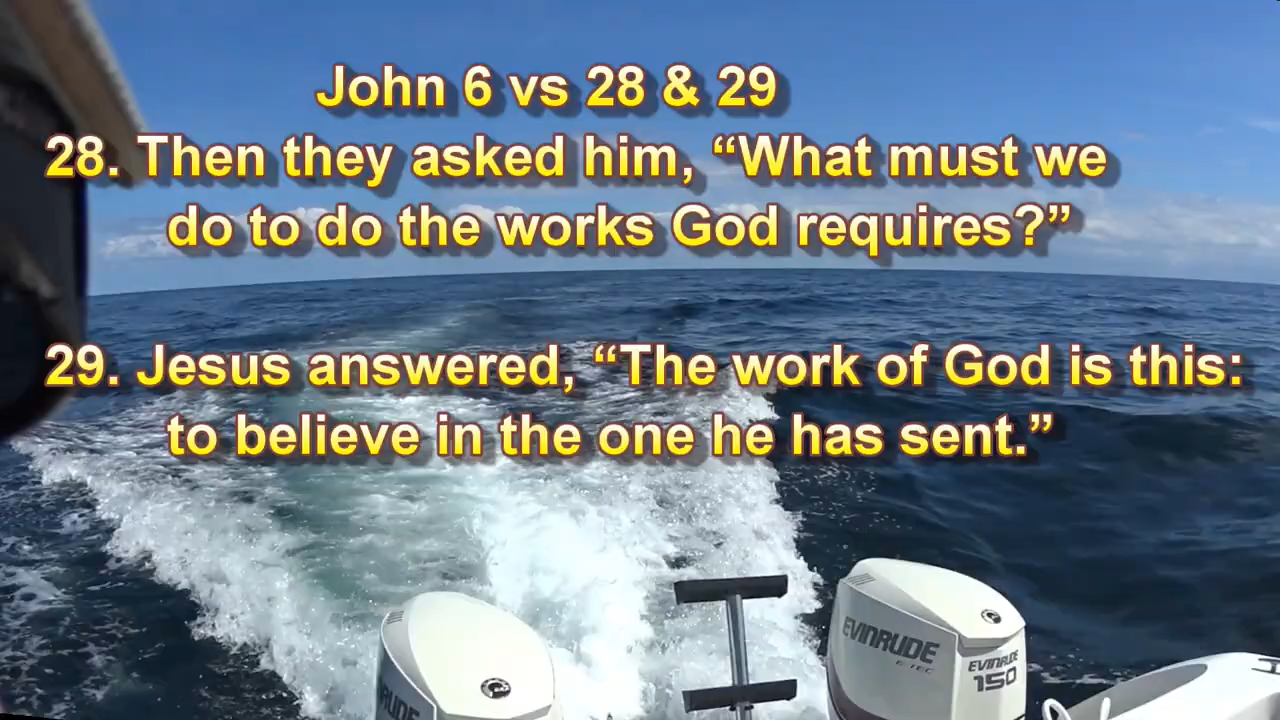 John 6 vs 28 & 29
28. Then they asked him, “What must we
do to do the works God requires?”
29. Jesus answered, “The work of God is this:
to believe in the one he has sent.”
EVINRUDE
E-TEC
EVINRUDE
150
RUDE